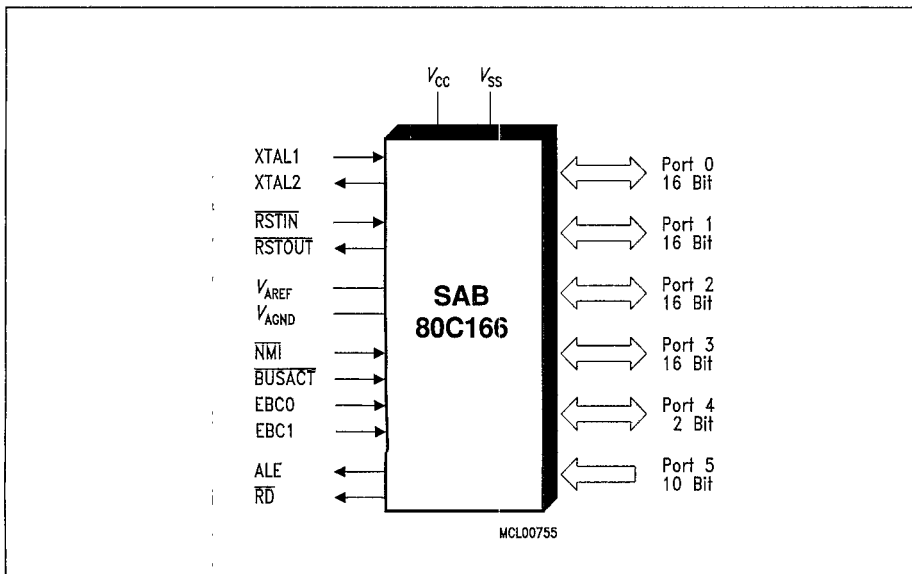 VCC VSS
XTAL1
XTAL2
RSTIN
RSTOUT
VAREF
VAGND
NMI
BUSACT
EBC0
EBC1
ALE
RD
SAB
80C166
Port 0
16 Bit
Port 1
16 Bit
Port 2
16 Bit
Port 3
16 Bit
Port 4
2 Bit
Port 5
10 Bit
MCL00755